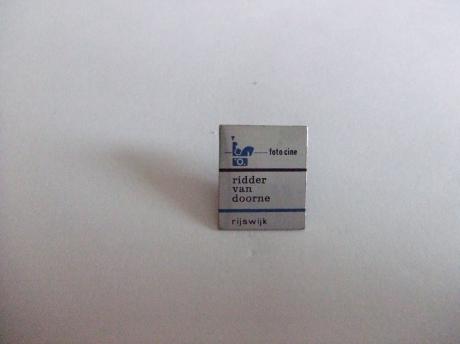 foto cine
ridder
van
doorne
rijswijk